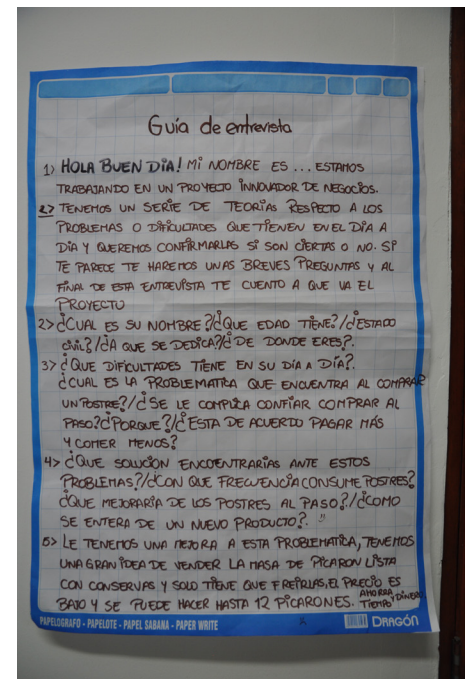 Guía de entrevista
1) HOLA BUEN DIA! MI NOMBRE ES ... ESTAMOS
TRABAJANDO EN UN PROYECTO INNOVADOR DE NEGOCIOS.
2) TENEMOS UN SERIE DE TEORÍAS RESPECTO A LOS
PROBLEMAS O DIFICULTADES QUE TIENEN EN EL DÍA A
DÍA Y QUEREMOS CONFIRMARLAS SI SON CIERTAS O NO. SI
TE PARECE TE HAREMOS UNAS BREVES PREGUNTAS Y AL
FINAL DE ESTA ENTREVISTA TE CUENTO A QUE VA EL
PROYECTO
2> ¿CUAL ES SU NOMBRE?/¿QUE EDAD TIENE?/¿ESTADO
CIVIL?/¿A QUE SE DEDICA?/¿DE DONDE ERES?.
3> ¿QUE DIFICULTADES TIENE EN SU DÍA A DÍA?.
¿CUAL ES LA PROBLEMATICA QUE ENCUENTRA AL COMPRAR
UN POSTRE?/¿SE LE COMPLICA CONFIAR COMPRAR AL
PASO?¿PORQUE?/¿ESTA DE ACUERDO PAGAR MÁS
Y COMER MENOS?
4> ¿QUE SOLUCIÓN ENCONTRARÍAS ANTE ESTOS
PROBLEMAS?/¿CON QUE FRECUENCIA CONSUME POSTRES?
¿QUE MEJORARÍA DE LOS POSTRES AL PASO?/¿COMO
SE ENTERA DE UN NUEVO PRODUCTO?.
5> LE TENEMOS UNA MEJORA A ESTA PROBLEMATICA, TENEMOS
UNA GRAN IDEA DE VENDER LA MASA DE PICARON LISTA
CON CONSERVAS Y SOLO TIENE QUE FREIRLAS, EL PRECIO ES
BAJO Y SE PUEDE HACER HASTA 12 PICARONES. AHORRA
TIEMPO Y DINERO
PAPELOGRAFO - PAPELOTE - PAPEL SABANA - PAPER WRITE
DRAGÓN